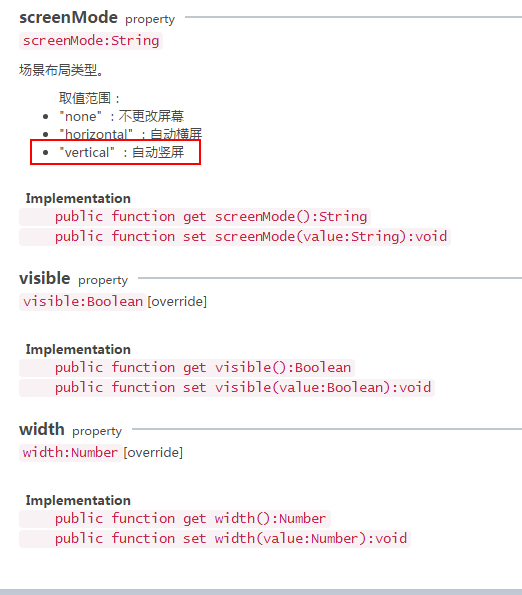 screenMode property
screenMode:String
场景布局类型。
取值范围：
"none" ：不更改屏幕
"horizontal" ：自动横屏
"vertical" ：自动竖屏
Implementation
public function get screenMode():String
public function set screenMode(value:String):void
visible property
visible:Boolean [override]
Implementation
public function get visible():Boolean
public function set visible(value:Boolean):void
width property
width:Number [override]
Implementation
public function get width():Number
public function set width(value:Number):void